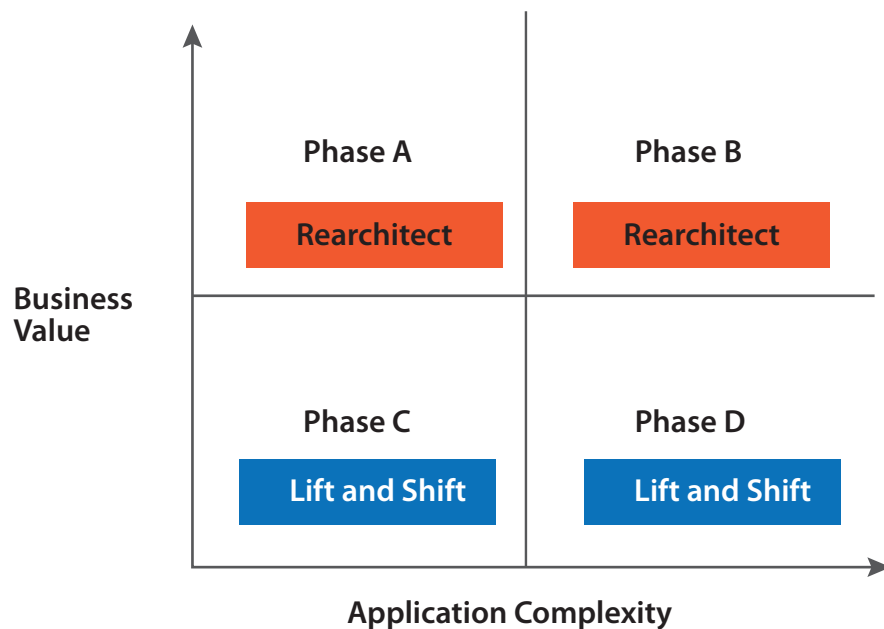 Phase A
Phase B
Rearchitect
Rearchitect
Business
Value
Phase C
Phase D
Lift and Shift
Lift and Shift
Application Complexity